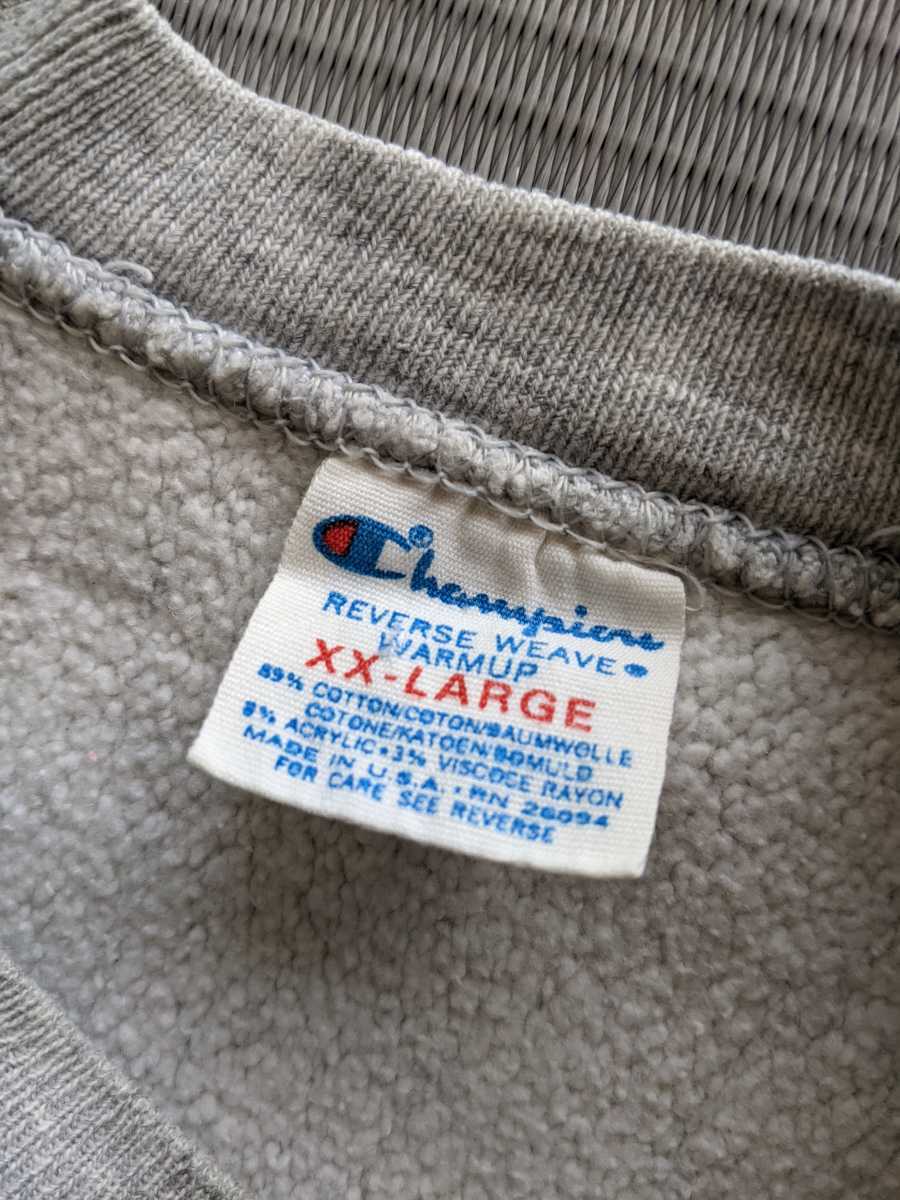 Champion®
REVERSE WEAVE®
WARMUP
XX-LARGE
89% COTTON/COTON/BAUMWOLLE
COTONE/KATOEN/BOMULD
8% ACRYLIC • 3% VISCOSE RAYON
MADE IN U.S.A. • RN 26094
FOR CARE SEE REVERSE